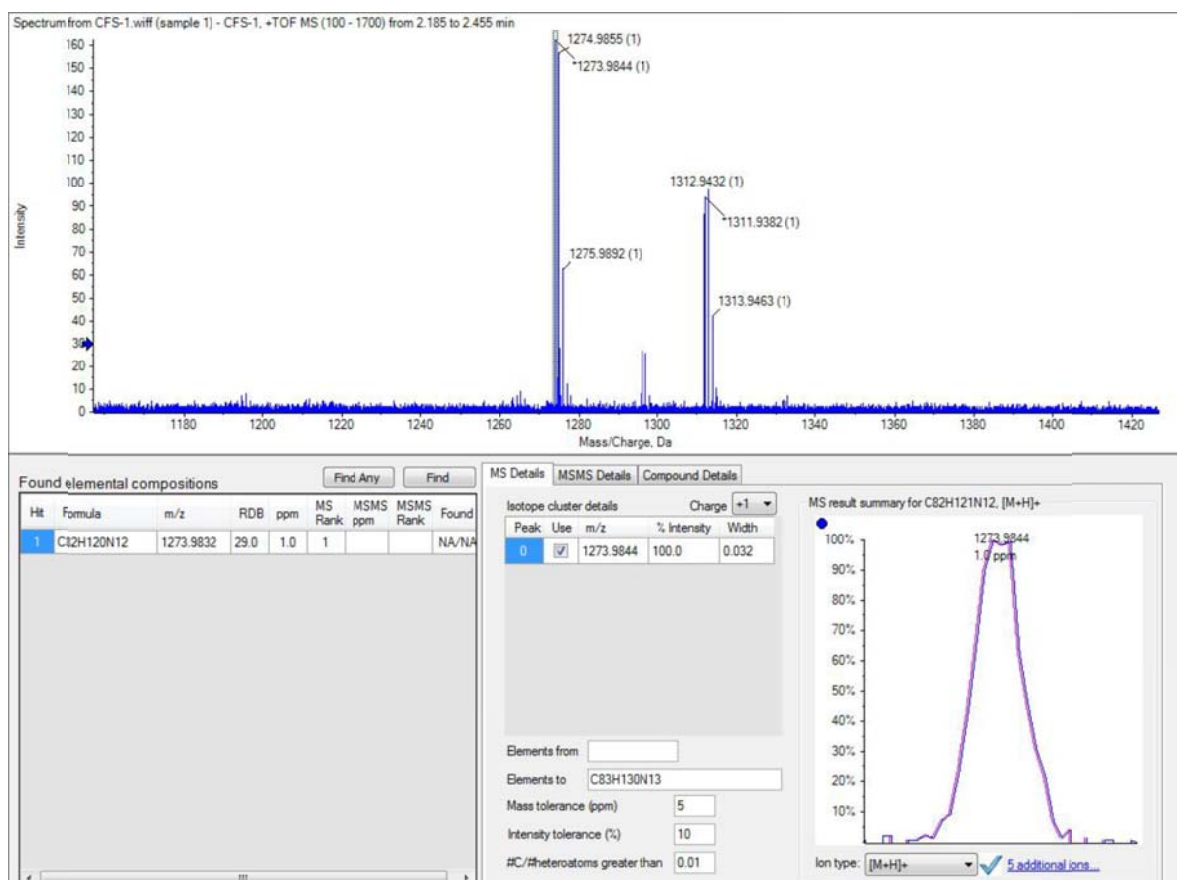 Spectrum from CFS-1.wiff (sample 1) - CFS-1, +TOF MS (100 - 1700) from 2.185 to 2.455 min
160
150
140
130
120
110
100
90
80
70
60
50
40
30
20
10
0
Intensity
1274.9855 (1)
*1273.9844 (1)
1275.9892 (1)
1312.9432 (1)
*1311.9382 (1)
1313.9463 (1)
1180 1200 1220 1240 1260 1280 1300 1320 1340 1360 1380 1400 1420
Mass/Charge, Da
Found elemental compositions
Find Any Find
Hit Formula m/z RDB ppm MS Rank MSMS ppm MSMS Rank Found
1 C82H120N12 1273.9832 29.0 1.0 1 NA/NA
MS Details MSMS Details Compound Details
Isotope cluster details Charge +1
Peak Use m/z % Intensity Width
0 1273.9844 100.0 0.032
Elements from
Elements to C83H130N13
Mass tolerance (ppm) 5
Intensity tolerance (%) 10
#C/#heteroatoms greater than 0.01
MS result summary for C82H121N12, [M+H]+
1273.9844
1.0 ppm
100%
90%
80%
70%
60%
50%
40%
30%
20%
10%
Ion type: [M+H]+ 5 additional ions...